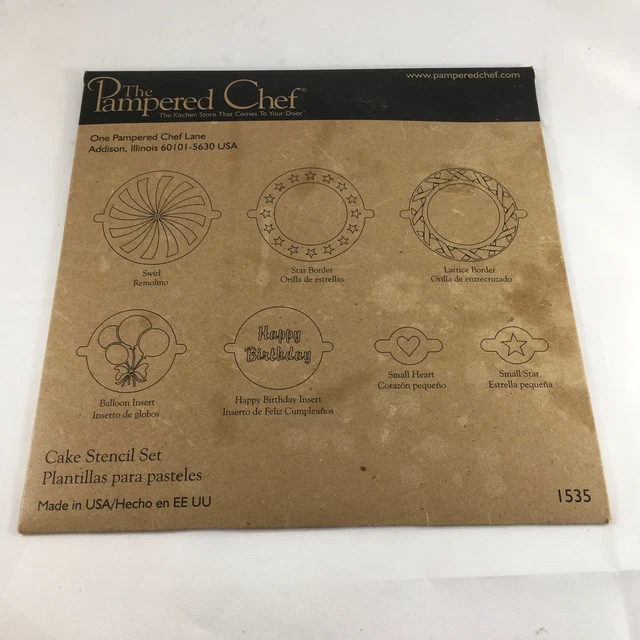 The
Pampered Chef®
The Kitchen Store That Comes To Your Door
www.pamperedchef.com
One Pampered Chef Lane
Addison, Illinois 60101-5630 USA
Swirl
Remolino
Star Border
Orilla de estrellas
Lattice Border
Orilla de entrecruzado
Happy
Birthday
Balloon Insert
Inserto de globos
Happy Birthday Insert
Inserto de Feliz Cumpleaños
Small Heart
Corazón pequeño
Small Star
Estrella pequeña
Cake Stencil Set
Plantillas para pasteles
Made in USA/Hecho en EE UU
1535